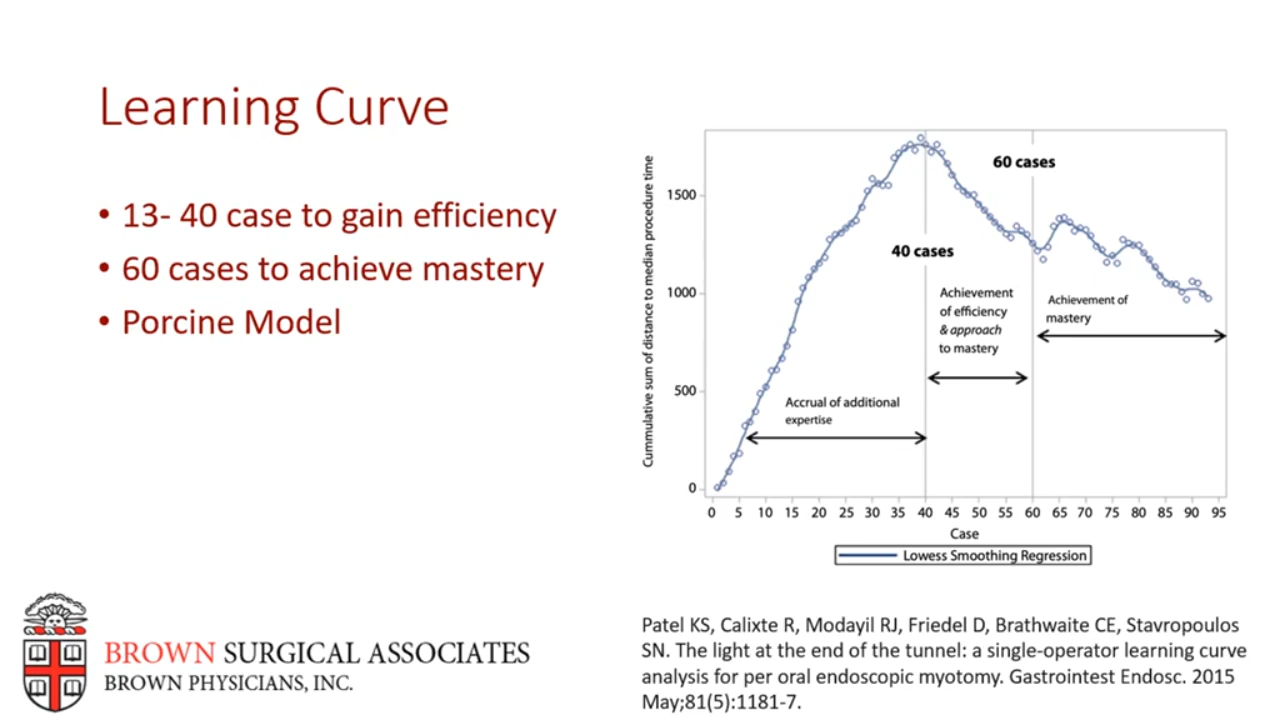 Learning Curve
• 13- 40 case to gain efficiency
• 60 cases to achieve mastery
• Porcine Model
Cummulative sum of distance to median procedure time
1500
1000
500
0
60 cases
40 cases
Achievement
of efficiency
& approach
to mastery
Achievement of
mastery
Accrual of additional
expertise
0 5 10 15 20 25 30 35 40 45 50 55 60 65 70 75 80 85 90 95
Case
Lowess Smoothing Regression
BROWN SURGICAL ASSOCIATES
BROWN PHYSICIANS, INC.
Patel KS, Calixte R, Modayil RJ, Friedel D, Brathwaite CE, Stavropoulos
SN. The light at the end of the tunnel: a single-operator learning curve
analysis for per oral endoscopic myotomy. Gastrointest Endosc. 2015
May;81(5):1181-7.